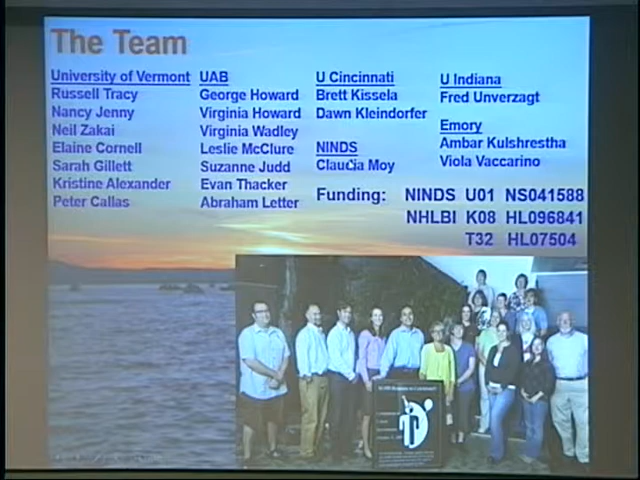 The Team
University of Vermont
Russell Tracy
Nancy Jenny
Neil Zakai
Elaine Cornell
Sarah Gillett
Kristine Alexander
Peter Callas
UAB
George Howard
Virginia Howard
Virginia Wadley
Leslie McClure
Suzanne Judd
Evan Thacker
Abraham Letter
U Cincinnati
Brett Kissela
Dawn Kleindorfer
NINDS
Claudia Moy
U Indiana
Fred Unverzagt
Emory
Ambar Kulshrestha
Viola Vaccarino
Funding: NINDS U01 NS041588
NHLBI K08 HL096841
T32 HL07504